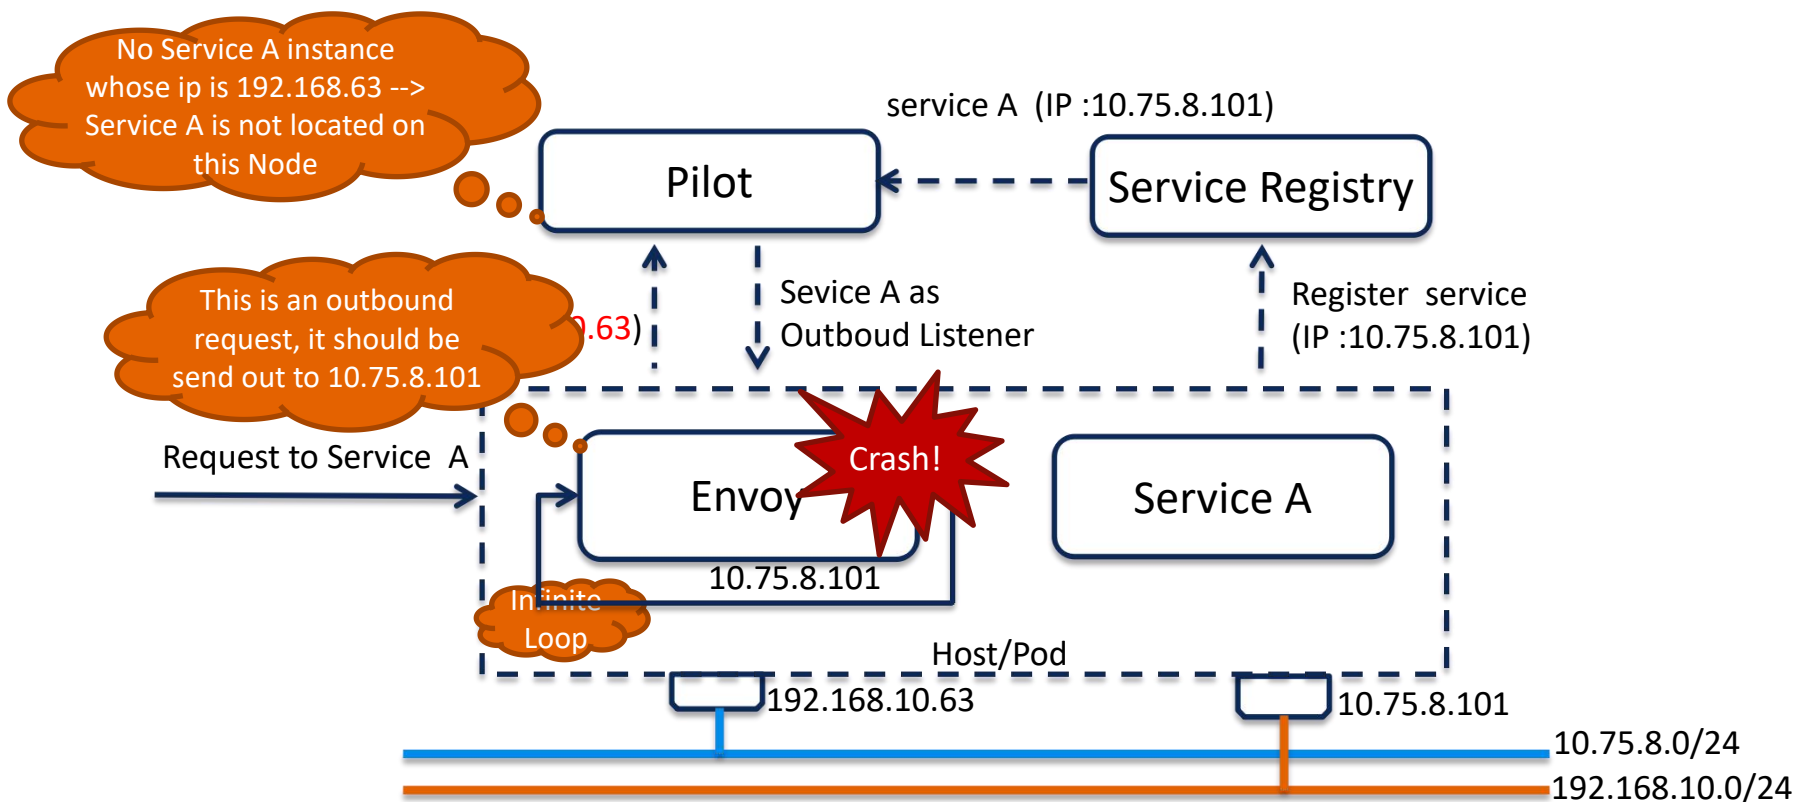 No Service A instance
whose ip is 192.168.63 -->
Service A is not located on
this Node
service A (IP :10.75.8.101)
Pilot
Service Registry
This is an outbound
request, it should be
send out to 10.75.8.101
.63)
Sevice A as
Outboud Listener
Register service
(IP :10.75.8.101)
Request to Service A
Crash!
Envoy
Service A
10.75.8.101
Infinite
Loop
Host/Pod
192.168.10.63
10.75.8.101
10.75.8.0/24
192.168.10.0/24